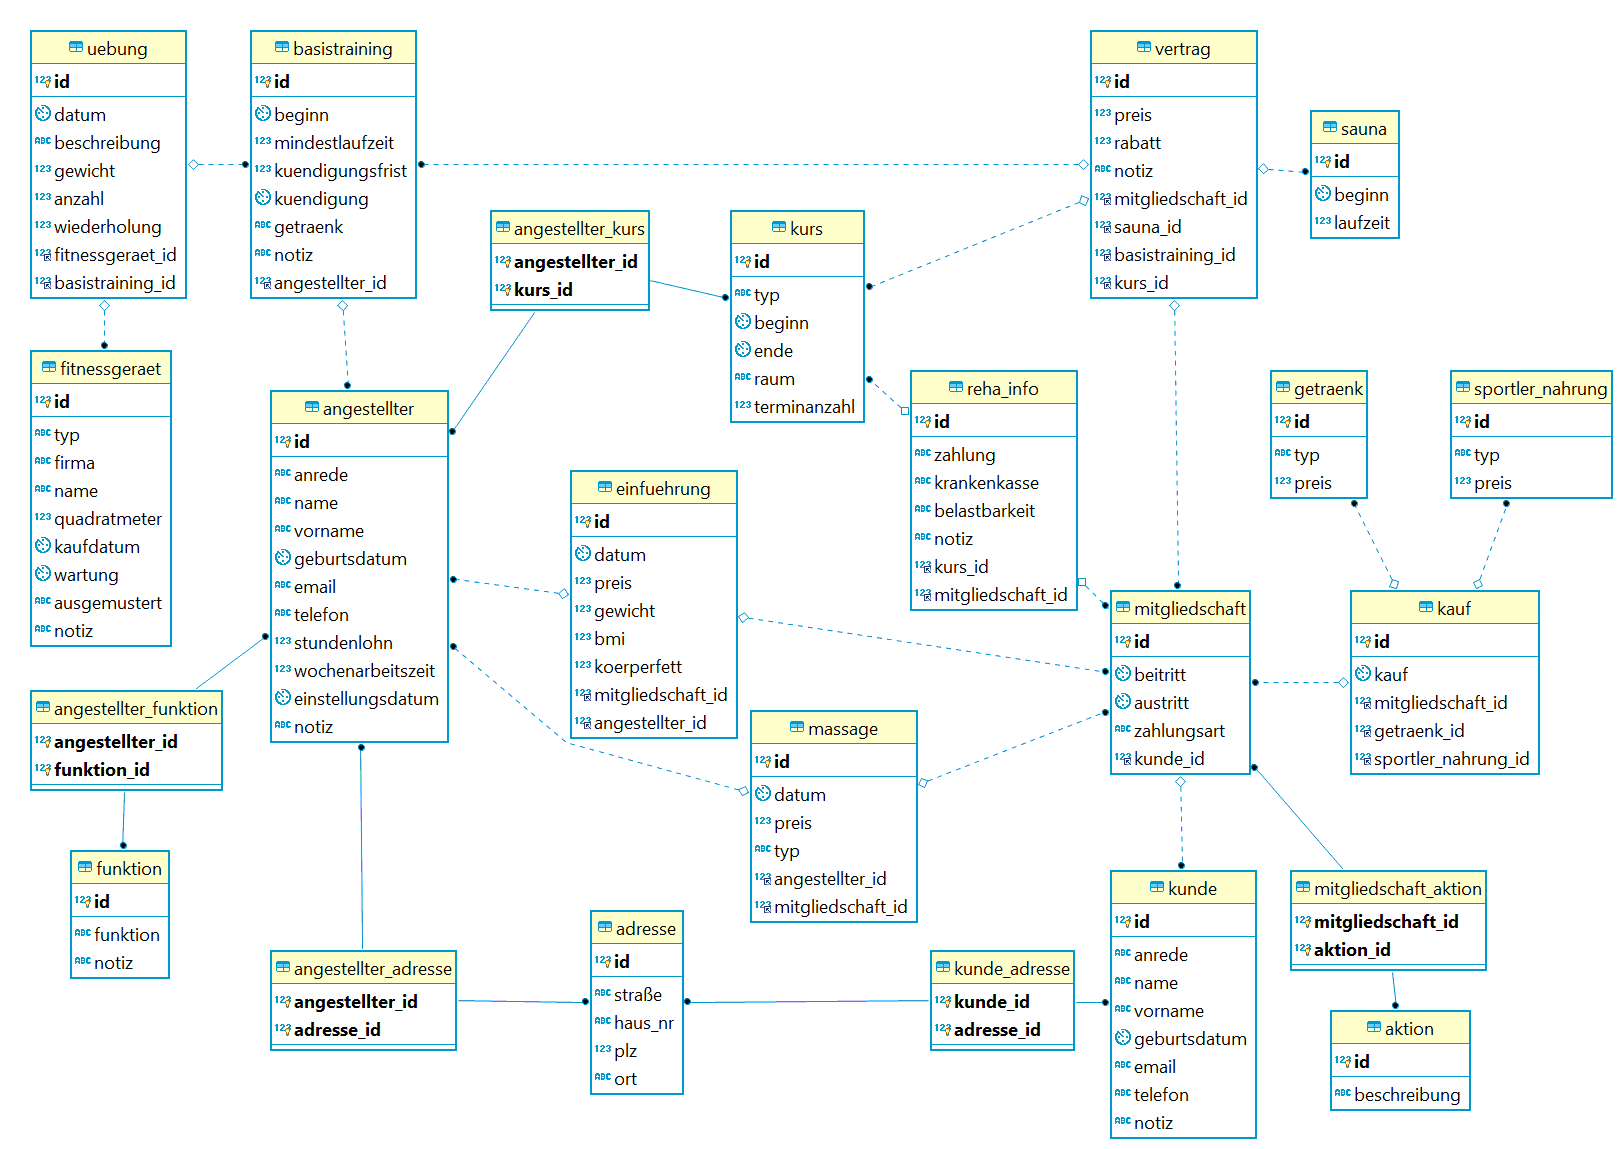 uebung
id
datum
beschreibung
gewicht
anzahl
wiederholung
fitnessgeraet_id
basistraining_id
basistraining
id
beginn
mindestlaufzeit
kuendigungsfrist
kuendigung
getraenk
notiz
angestellter_id
vertrag
id
preis
rabatt
notiz
mitgliedschaft_id
sauna_id
basistraining_id
kurs_id
sauna
id
beginn
laufzeit
angestellter_kurs
angestellter_id
kurs_id
kurs
id
typ
beginn
ende
raum
terminanzahl
fitnessgeraet
id
typ
firma
name
quadratmeter
kaufdatum
wartung
ausgemustert
notiz
angestellter
id
anrede
name
vorname
geburtsdatum
email
telefon
stundenlohn
wochenarbeitszeit
einstellungsdatum
notiz
reha_info
id
zahlung
krankenkasse
belastbarkeit
notiz
kurs_id
mitgliedschaft_id
getraenk
id
typ
preis
sportler_nahrung
id
typ
preis
einfuehrung
id
datum
preis
gewicht
bmi
koerperfett
mitgliedschaft_id
angestellter_id
mitgliedschaft
id
beitritt
austritt
zahlungsart
kunde_id
kauf
id
kauf
mitgliedschaft_id
getraenk_id
sportler_nahrung_id
angestellter_funktion
angestellter_id
funktion_id
massage
id
datum
preis
typ
angestellter_id
mitgliedschaft_id
funktion
id
funktion
notiz
angestellter_adresse
angestellter_id
adresse_id
adresse
id
straße
haus_nr
plz
ort
kunde_adresse
kunde_id
adresse_id
kunde
id
anrede
name
vorname
geburtsdatum
email
telefon
notiz
mitgliedschaft_aktion
mitgliedschaft_id
aktion_id
aktion
id
beschreibung